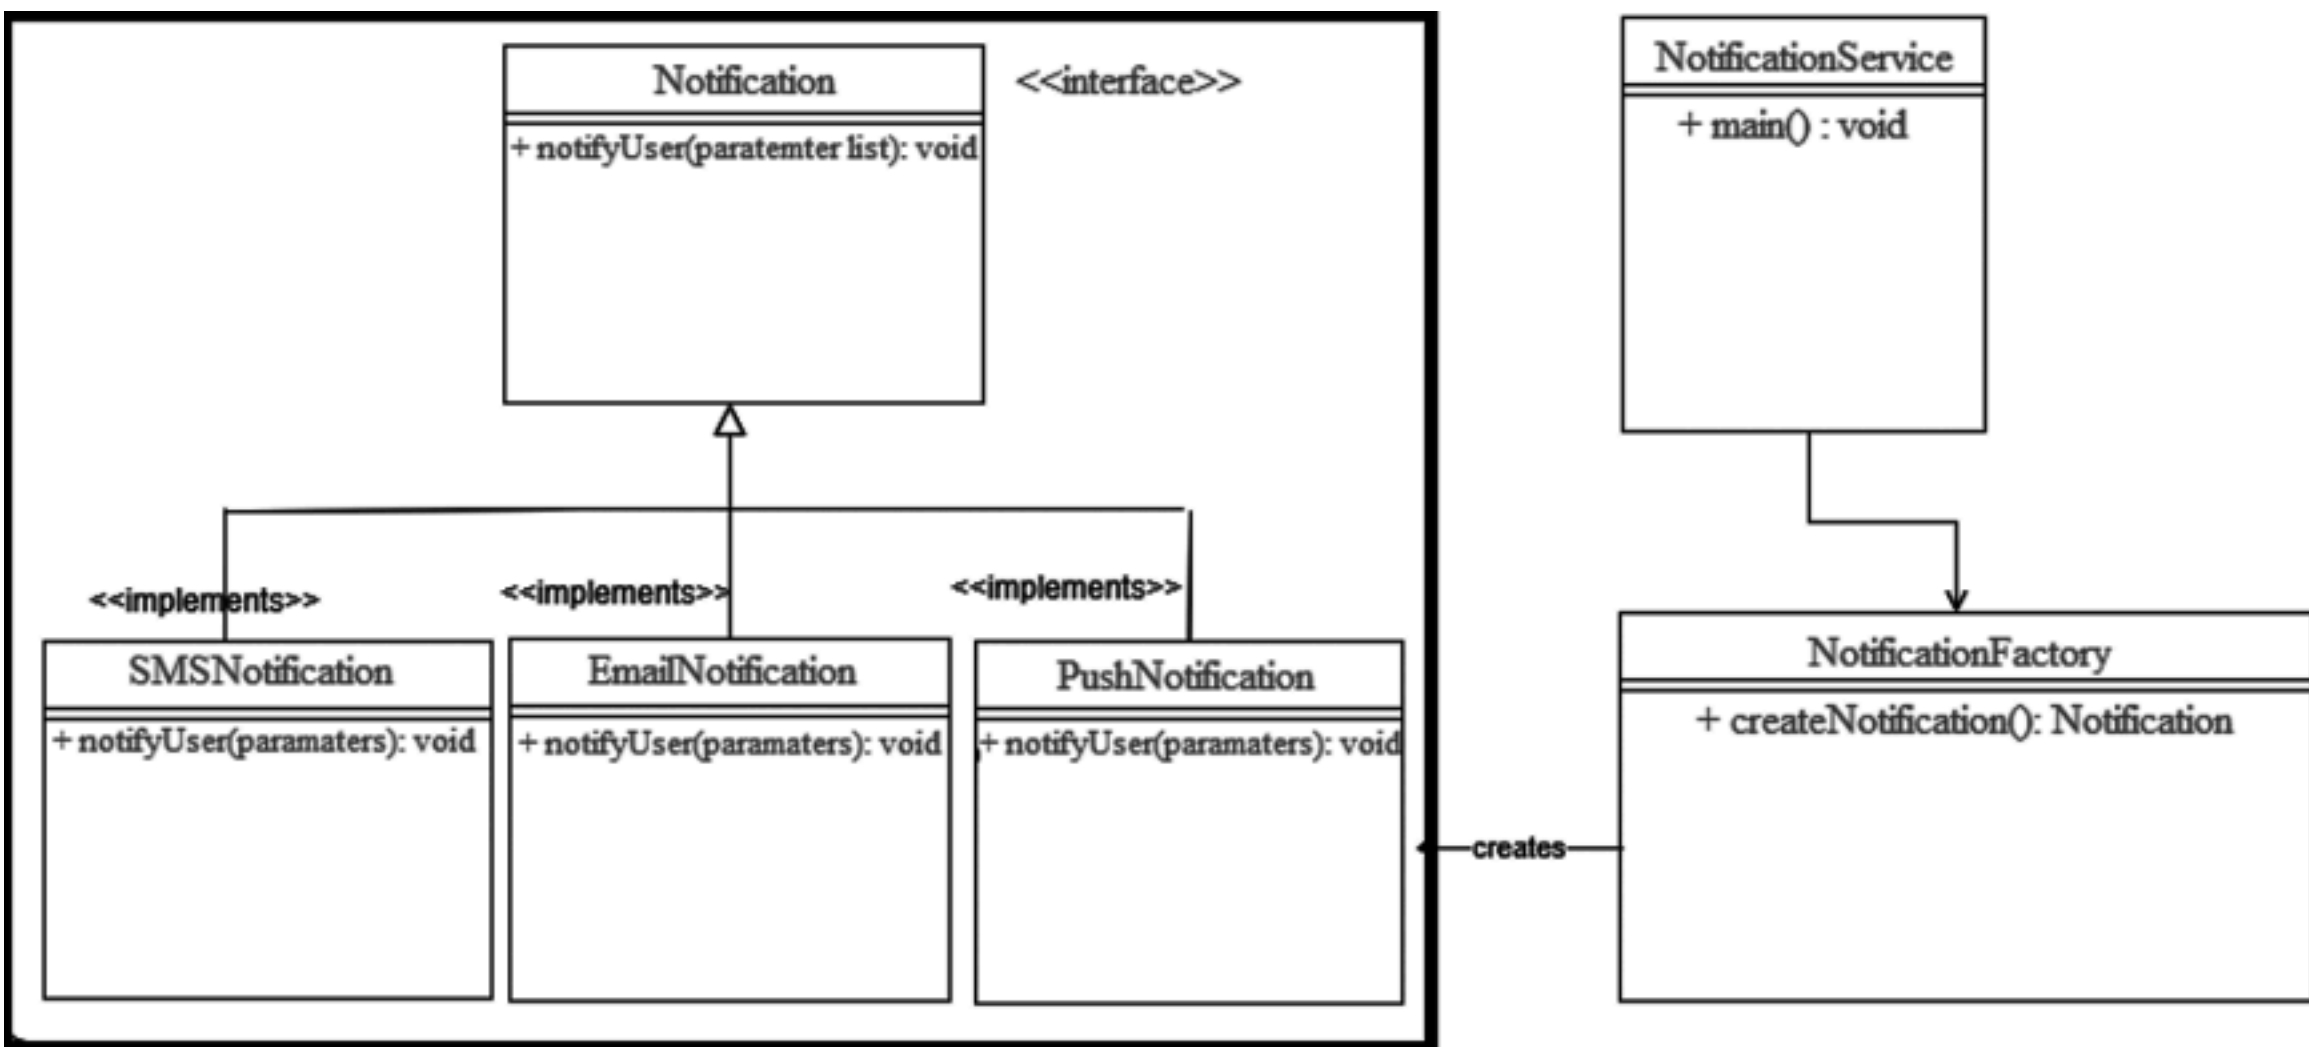 Notification
<<interface>>
+ notifyUser(paratemter list): void
NotificationService
+ main() : void
<<implements>>
<<implements>>
<<implements>>
SMSNotification
+ notifyUser(paramaters): void
EmailNotification
+ notifyUser(paramaters): void
PushNotification
+ notifyUser(paramaters): void
NotificationFactory
+ createNotification(): Notification
creates